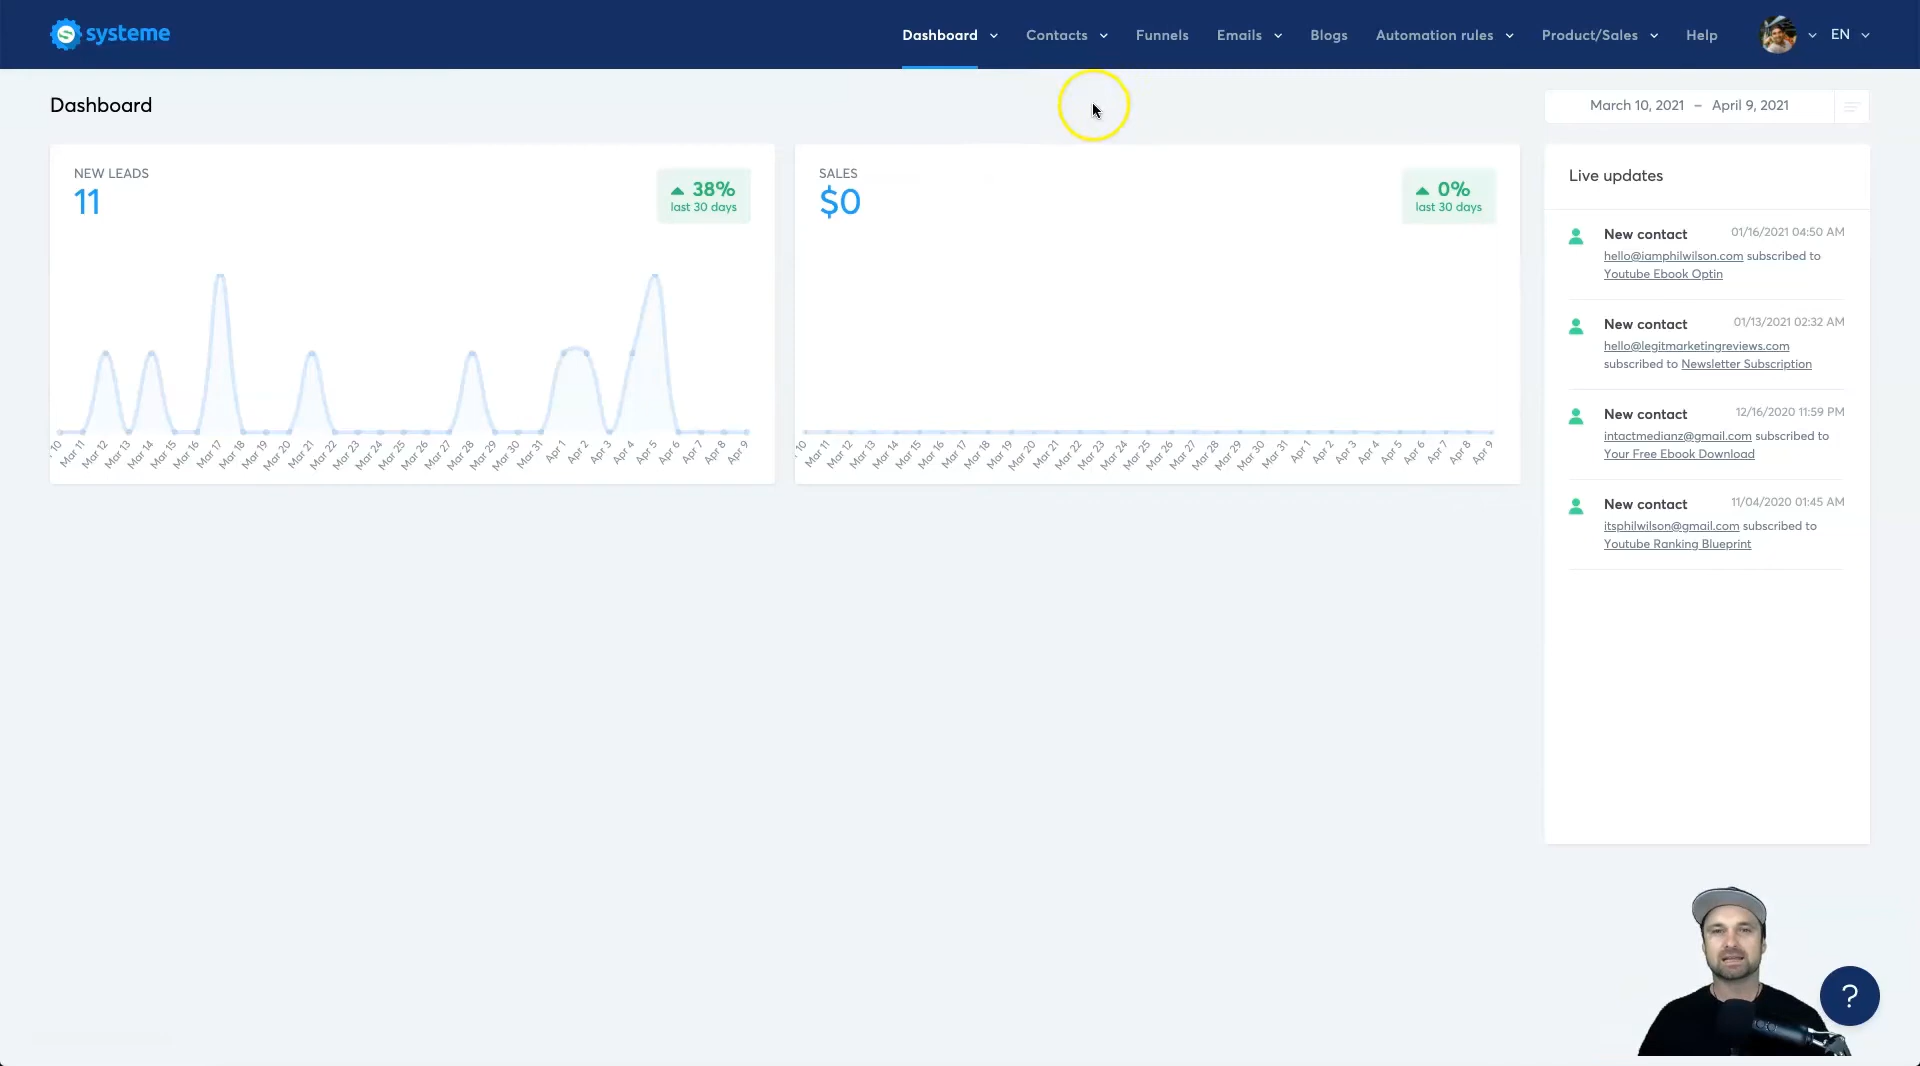 systeme
Dashboard
Contacts
Funnels
Emails
Blogs
Automation rules
Product/Sales
Help
EN
Dashboard
March 10, 2021 – April 9, 2021
NEW LEADS
11
38%
last 30 days
10
Mar 11
Mar 12
Mar 13
Mar 14
Mar 15
Mar 16
Mar 17
Mar 18
Mar 19
Mar 20
Mar 21
Mar 22
Mar 23
Mar 24
Mar 25
Mar 26
Mar 27
Mar 28
Mar 29
Mar 30
Mar 31
Apr 1
Apr 2
Apr 3
Apr 4
Apr 5
Apr 6
Apr 7
Apr 8
Apr 9
SALES
$0
0%
last 30 days
10
Mar 11
Mar 12
Mar 13
Mar 14
Mar 15
Mar 16
Mar 17
Mar 18
Mar 19
Mar 20
Mar 21
Mar 22
Mar 23
Mar 24
Mar 25
Mar 26
Mar 27
Mar 28
Mar 29
Mar 30
Mar 31
Apr 1
Apr 2
Apr 3
Apr 4
Apr 5
Apr 6
Apr 7
Apr 8
Apr 9
Live updates
New contact 01/16/2021 04:50 AM
hello@iamphilwilson.com subscribed to
Youtube Ebook Optin
New contact 01/13/2021 02:32 AM
hello@legitmarketingreviews.com
subscribed to Newsletter Subscription
New contact 12/16/2020 11:59 PM
intactmedianz@gmail.com subscribed to
Your Free Ebook Download
New contact 11/04/2020 01:45 AM
itsphilwilson@gmail.com subscribed to
Youtube Ranking Blueprint
?